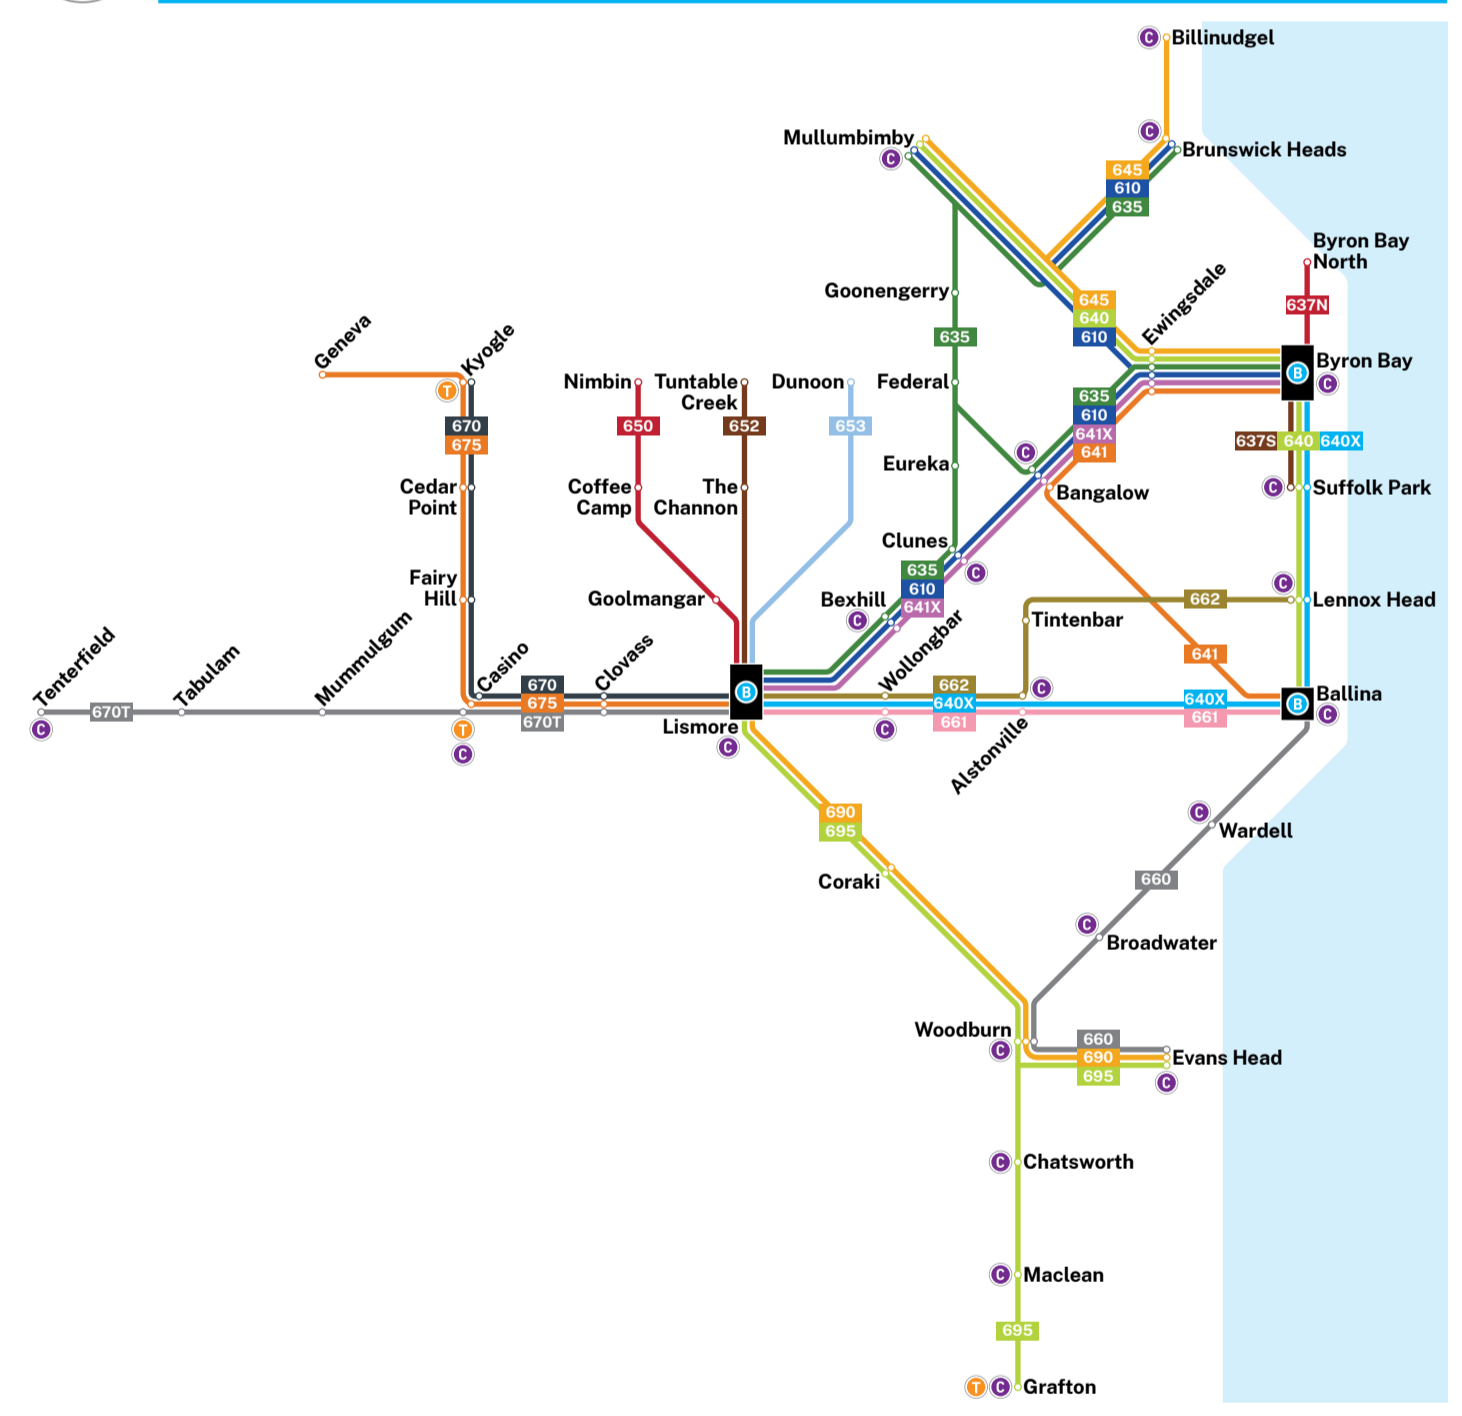 C Billinudgel
C
Mullumbimby
C
Brunswick Heads
645
610
635
Byron Bay
North
Goonengerry
Ewingsdale
645
640
610
637N
635
Geneva
Kyogle
T
Byron Bay
B
C
Nimbin
Tuntable
Creek
Dunoon
Federal
635
610
641X
641
670
675
650
652
653
637S 640 640X
C
Eureka
Cedar
Point
Coffee
Camp
The
Channon
Bangalow
C Suffolk Park
Clunes
C
635
610
641X
Fairy
Hill
Goolmangar
Bexhill
C
C
662
Lennox Head
Tintenbar
Tenterfield
Tabulam
Mummulgum
Casino
Clovass
Wollongbar
641
670
675
670T
670T
B
662
640X
661
C
640X
661
Ballina
B
C
C
T
C
Lismore
C
C
Alstonville
690
695
C
Wardell
Coraki
660
C
Broadwater
Woodburn
C
660
690
695
Evans Head
C
C Chatsworth
C Maclean
695
T C Grafton